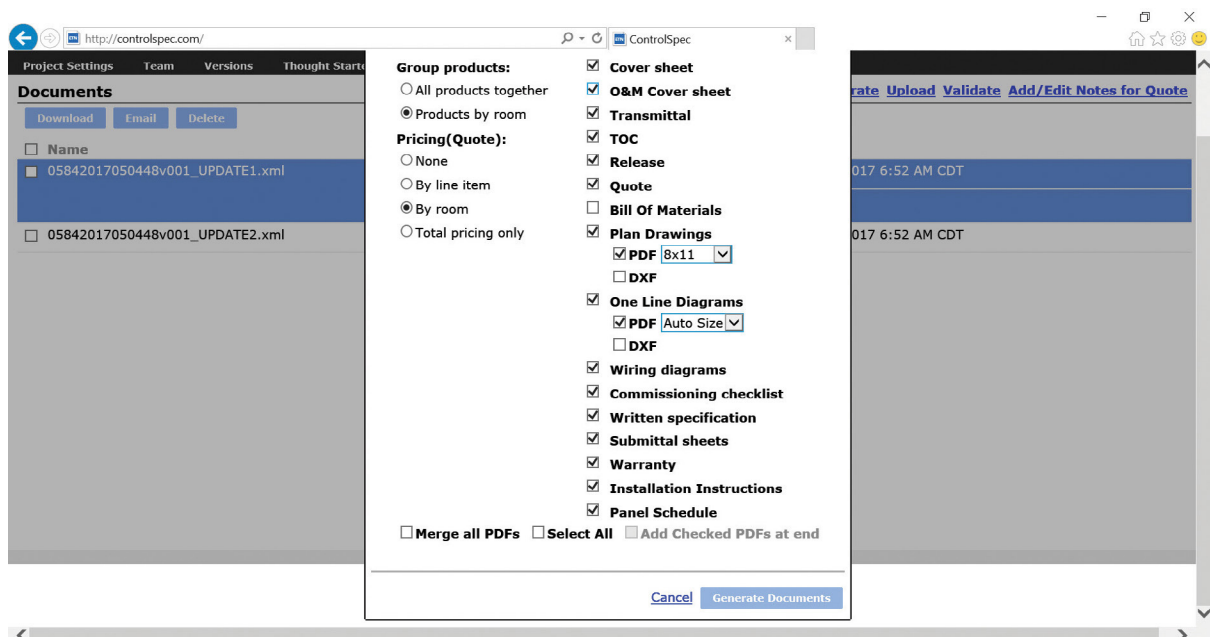 http://controlspec.com/
ControlSpec
Project Settings Team Versions Thought Starte
Documents
rate Upload Validate Add/Edit Notes for Quote
Download Email Delete
Name
05842017050448v001_UPDATE1.xml
017 6:52 AM CDT
05842017050448v001_UPDATE2.xml
017 6:52 AM CDT
Group products:
All products together
Products by room
Pricing(Quote):
None
By line item
By room
Total pricing only
Cover sheet
O&M Cover sheet
Transmittal
TOC
Release
Quote
Bill Of Materials
Plan Drawings
PDF 8x11
DXF
One Line Diagrams
PDF Auto Size
DXF
Wiring diagrams
Commissioning checklist
Written specification
Submittal sheets
Warranty
Installation Instructions
Panel Schedule
Merge all PDFs Select All Add Checked PDFs at end
Cancel Generate Documents